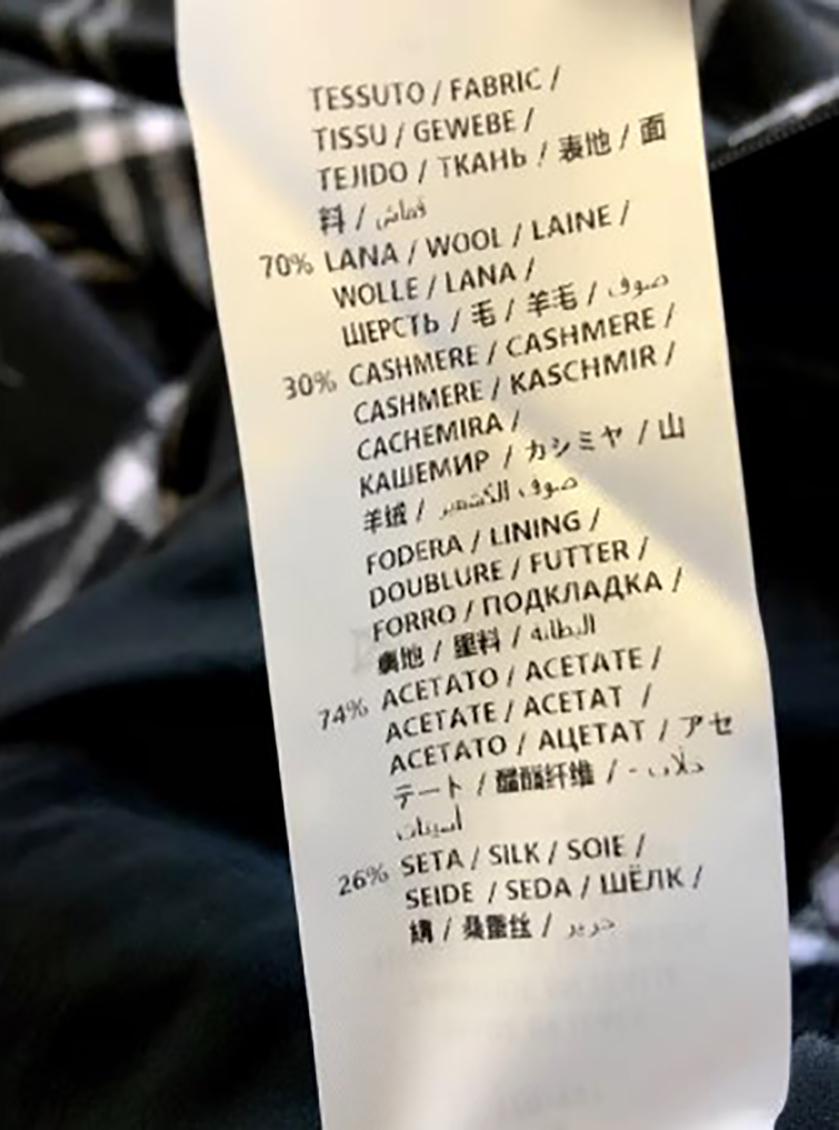 TESSUTO / FABRIC /
TISSU / GEWEBE /
TEJIDO / ТКАНЬ / 表地 / 面
料 / قماش
70% LANA / WOOL / LAINE /
WOLLE / LANA /
ШЕРСТЬ / 毛 / 羊毛 / صوف
30% CASHMERE / CASHMERE /
CASHMERE / KASCHMIR /
CACHEMIRA /
КАШЕМИР / カシミヤ / 山
羊绒 / صوف الكشمير
FODERA / LINING /
DOUBLURE / FUTTER /
FORRO / ПОДКЛАДКА /
裏地 / 里料 / البطانة
74% ACETATO / ACETATE /
ACETATE / ACETAT /
ACETATO / АЦЕТАТ / アセ
テート / 醋酯纤维 / -
26% SETA / SILK / SOIE /
SEIDE / SEDA / ШЁЛК /
絹 / 桑蚕丝 / حرير